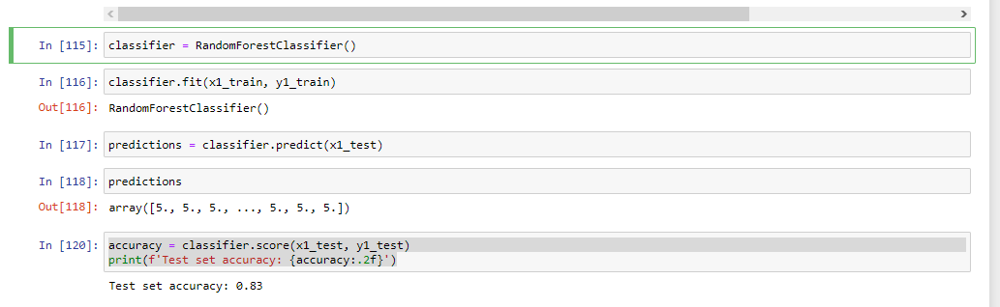 In [115]: classifier = RandomForestClassifier()
In [116]: classifier.fit(x1_train, y1_train)
Out[116]: RandomForestClassifier()
In [117]: predictions = classifier.predict(x1_test)
In [118]: predictions
Out[118]: array([5., 5., 5., ..., 5., 5., 5.])
In [120]: accuracy = classifier.score(x1_test, y1_test)
print(f'Test set accuracy: {accuracy:.2f}')
Test set accuracy: 0.83